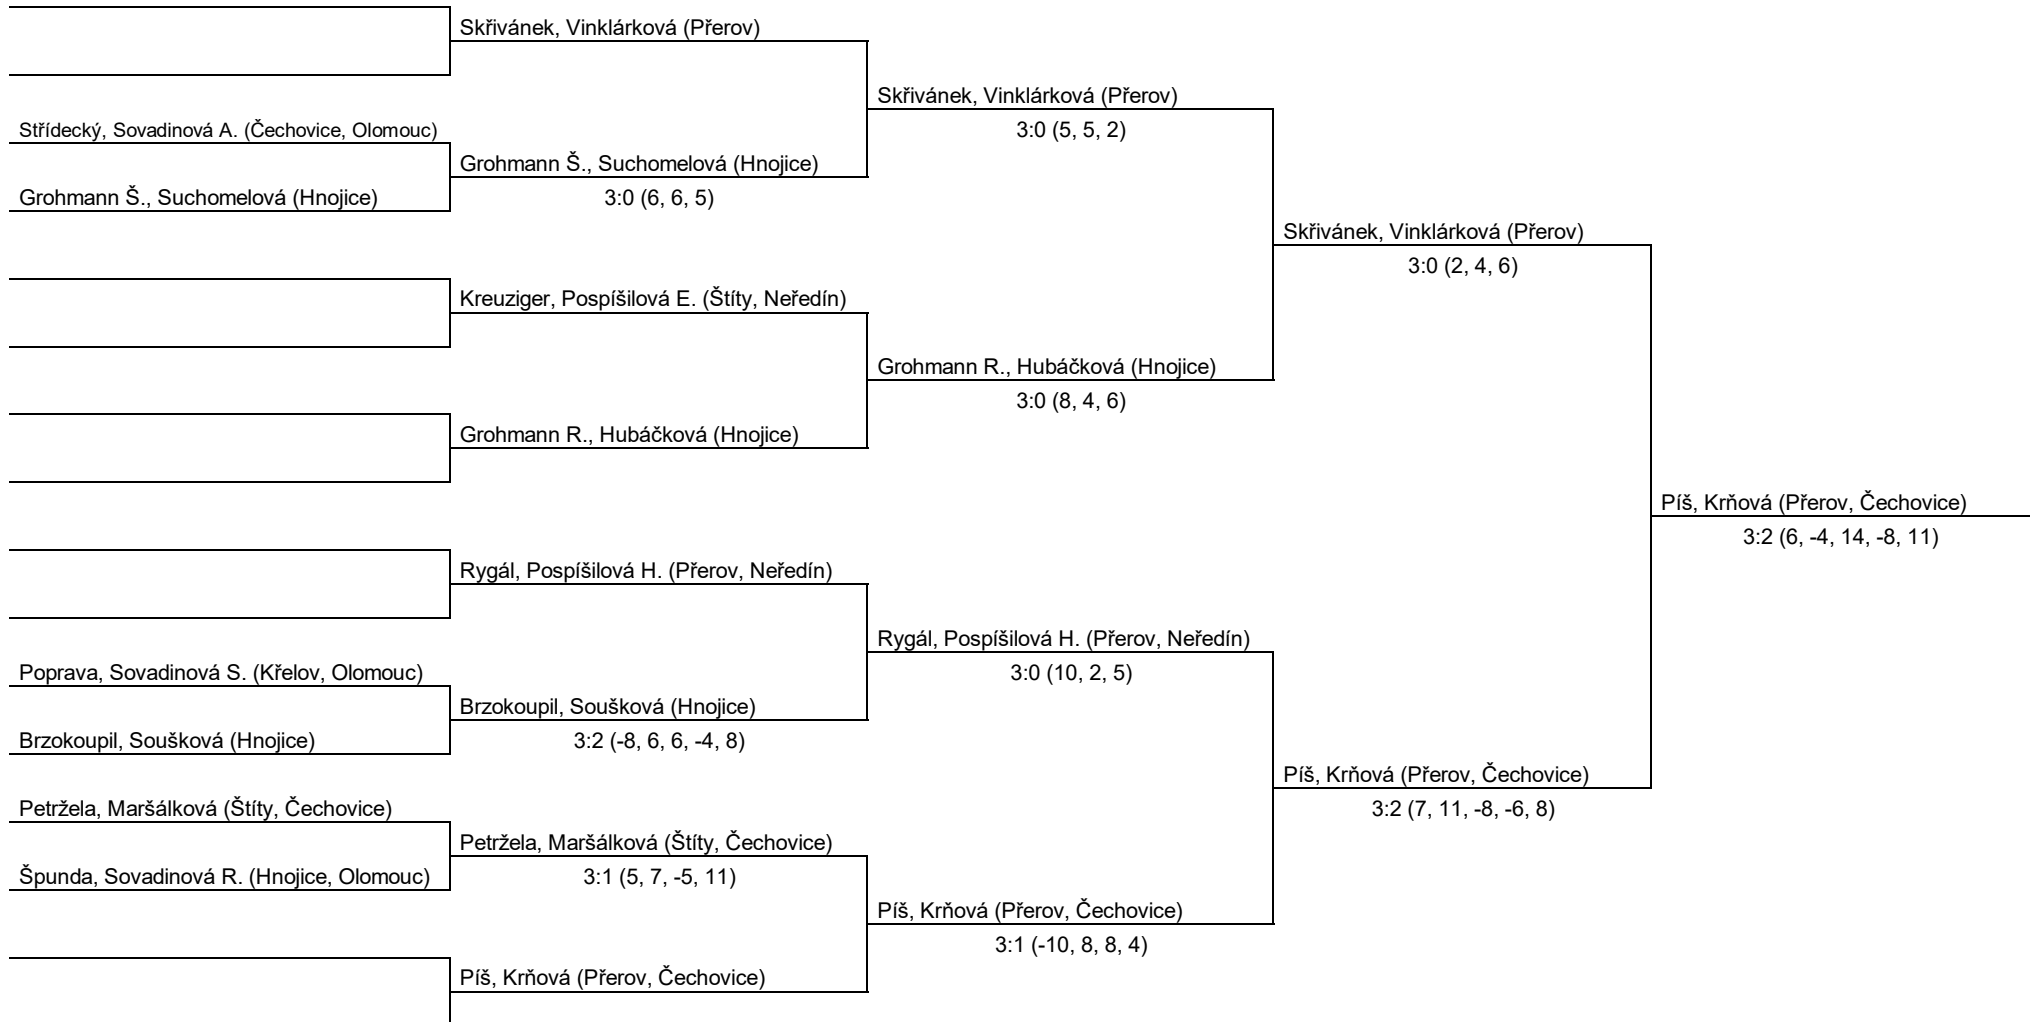 Skřivánek, Vinklárková (Přerov)
Skřivánek, Vinklárková (Přerov)
Střídecký, Sovadinová A. (Čechovice, Olomouc)
3:0 (5, 5, 2)
Grohmann Š., Suchomelová (Hnojice)
Grohmann Š., Suchomelová (Hnojice)
3:0 (6, 6, 5)
Skřivánek, Vinklárková (Přerov)
3:0 (2, 4, 6)
Kreuziger, Pospíšilová E. (Štíty, Neředín)
Grohmann R., Hubáčková (Hnojice)
3:0 (8, 4, 6)
Grohmann R., Hubáčková (Hnojice)
Píš, Krňová (Přerov, Čechovice)
3:2 (6, -4, 14, -8, 11)
Rygál, Pospíšilová H. (Přerov, Neředín)
Rygál, Pospíšilová H. (Přerov, Neředín)
Poprava, Sovadinová S. (Křelov, Olomouc)
3:0 (10, 2, 5)
Brzokoupil, Soušková (Hnojice)
Brzokoupil, Soušková (Hnojice)
3:2 (-8, 6, 6, -4, 8)
Píš, Krňová (Přerov, Čechovice)
Petržela, Maršálková (Štíty, Čechovice)
3:2 (7, 11, -8, -6, 8)
Petržela, Maršálková (Štíty, Čechovice)
Špunda, Sovadinová R. (Hnojice, Olomouc)
3:1 (5, 7, -5, 11)
Píš, Krňová (Přerov, Čechovice)
3:1 (-10, 8, 8, 4)
Píš, Krňová (Přerov, Čechovice)